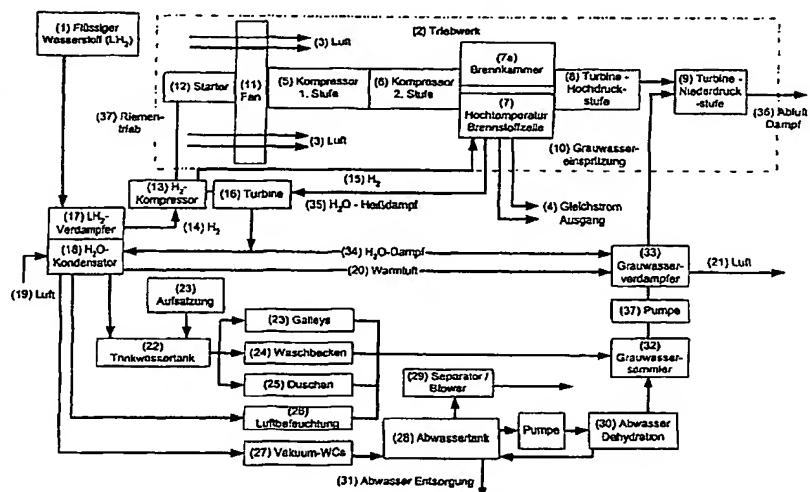 (1) Flüssiger
Wasserstoff (LH2)
(2) Triebwerk
(3) Luft
(7a)
Brennkammer
(12) Starter
(11) Fan
(5) Kompressor
1. Stufe
(6) Kompressor
2. Stufe
(8) Turbine -
Hochdruck-
stufe
(9) Turbine -
Niederdruck
-stufe
(7)
Hochtemperatur
Brennstoffzelle
(37)
Riemen-
trieb
(3) Luft
(36) Abluft
Dampf
(10) Grauwasser-
einspritzung
(15) H2
(13) H2-
Kompressor
(16) Turbine
(35) H2O - Heißdampf
(4) Gleichstrom
Ausgang
(17) LH2-
Verdampfer
(14) H2
(18) H2O-
Kondensator
(34) H2O-Dampf
(20) Warmluft
(33)
Grauwasser-
verdampfer
(21) Luft
(19) Luft
(23)
Aufsalzung
(23) Galleys
(37) Pumpe
(22)
Trinkwassertank
(24) Waschbecken
(32)
Grauwasser-
sammler
(25) Duschen
(29) Separator /
Blower
(26)
Luftbefeuchtung
(28) Abwassertank
Pumpe
(30) Abwasser
Dehydration
(27) Vakuum-WCs
(31) Abwasser Entsorgung